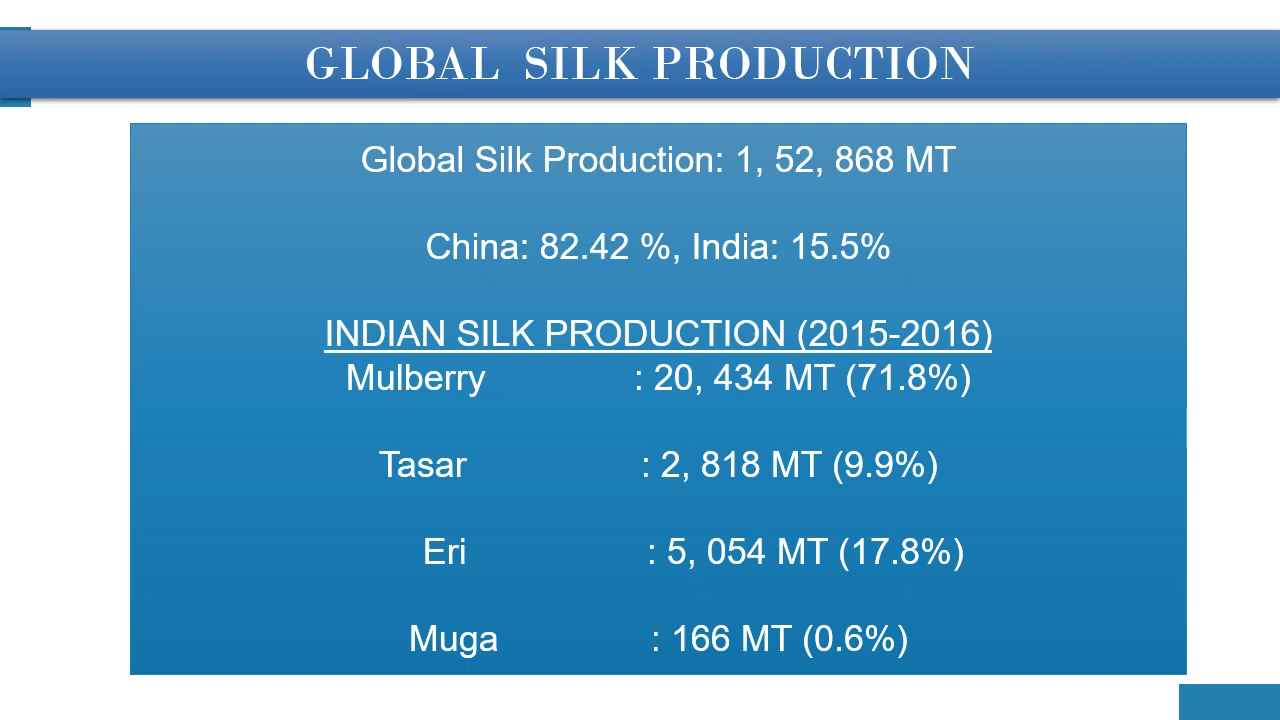 GLOBAL SILK PRODUCTION
Global Silk Production: 1, 52, 868 MT
China: 82.42 %, India: 15.5%
INDIAN SILK PRODUCTION (2015-2016)
Mulberry : 20, 434 MT (71.8%)
Tasar : 2, 818 MT (9.9%)
Eri : 5, 054 MT (17.8%)
Muga : 166 MT (0.6%)